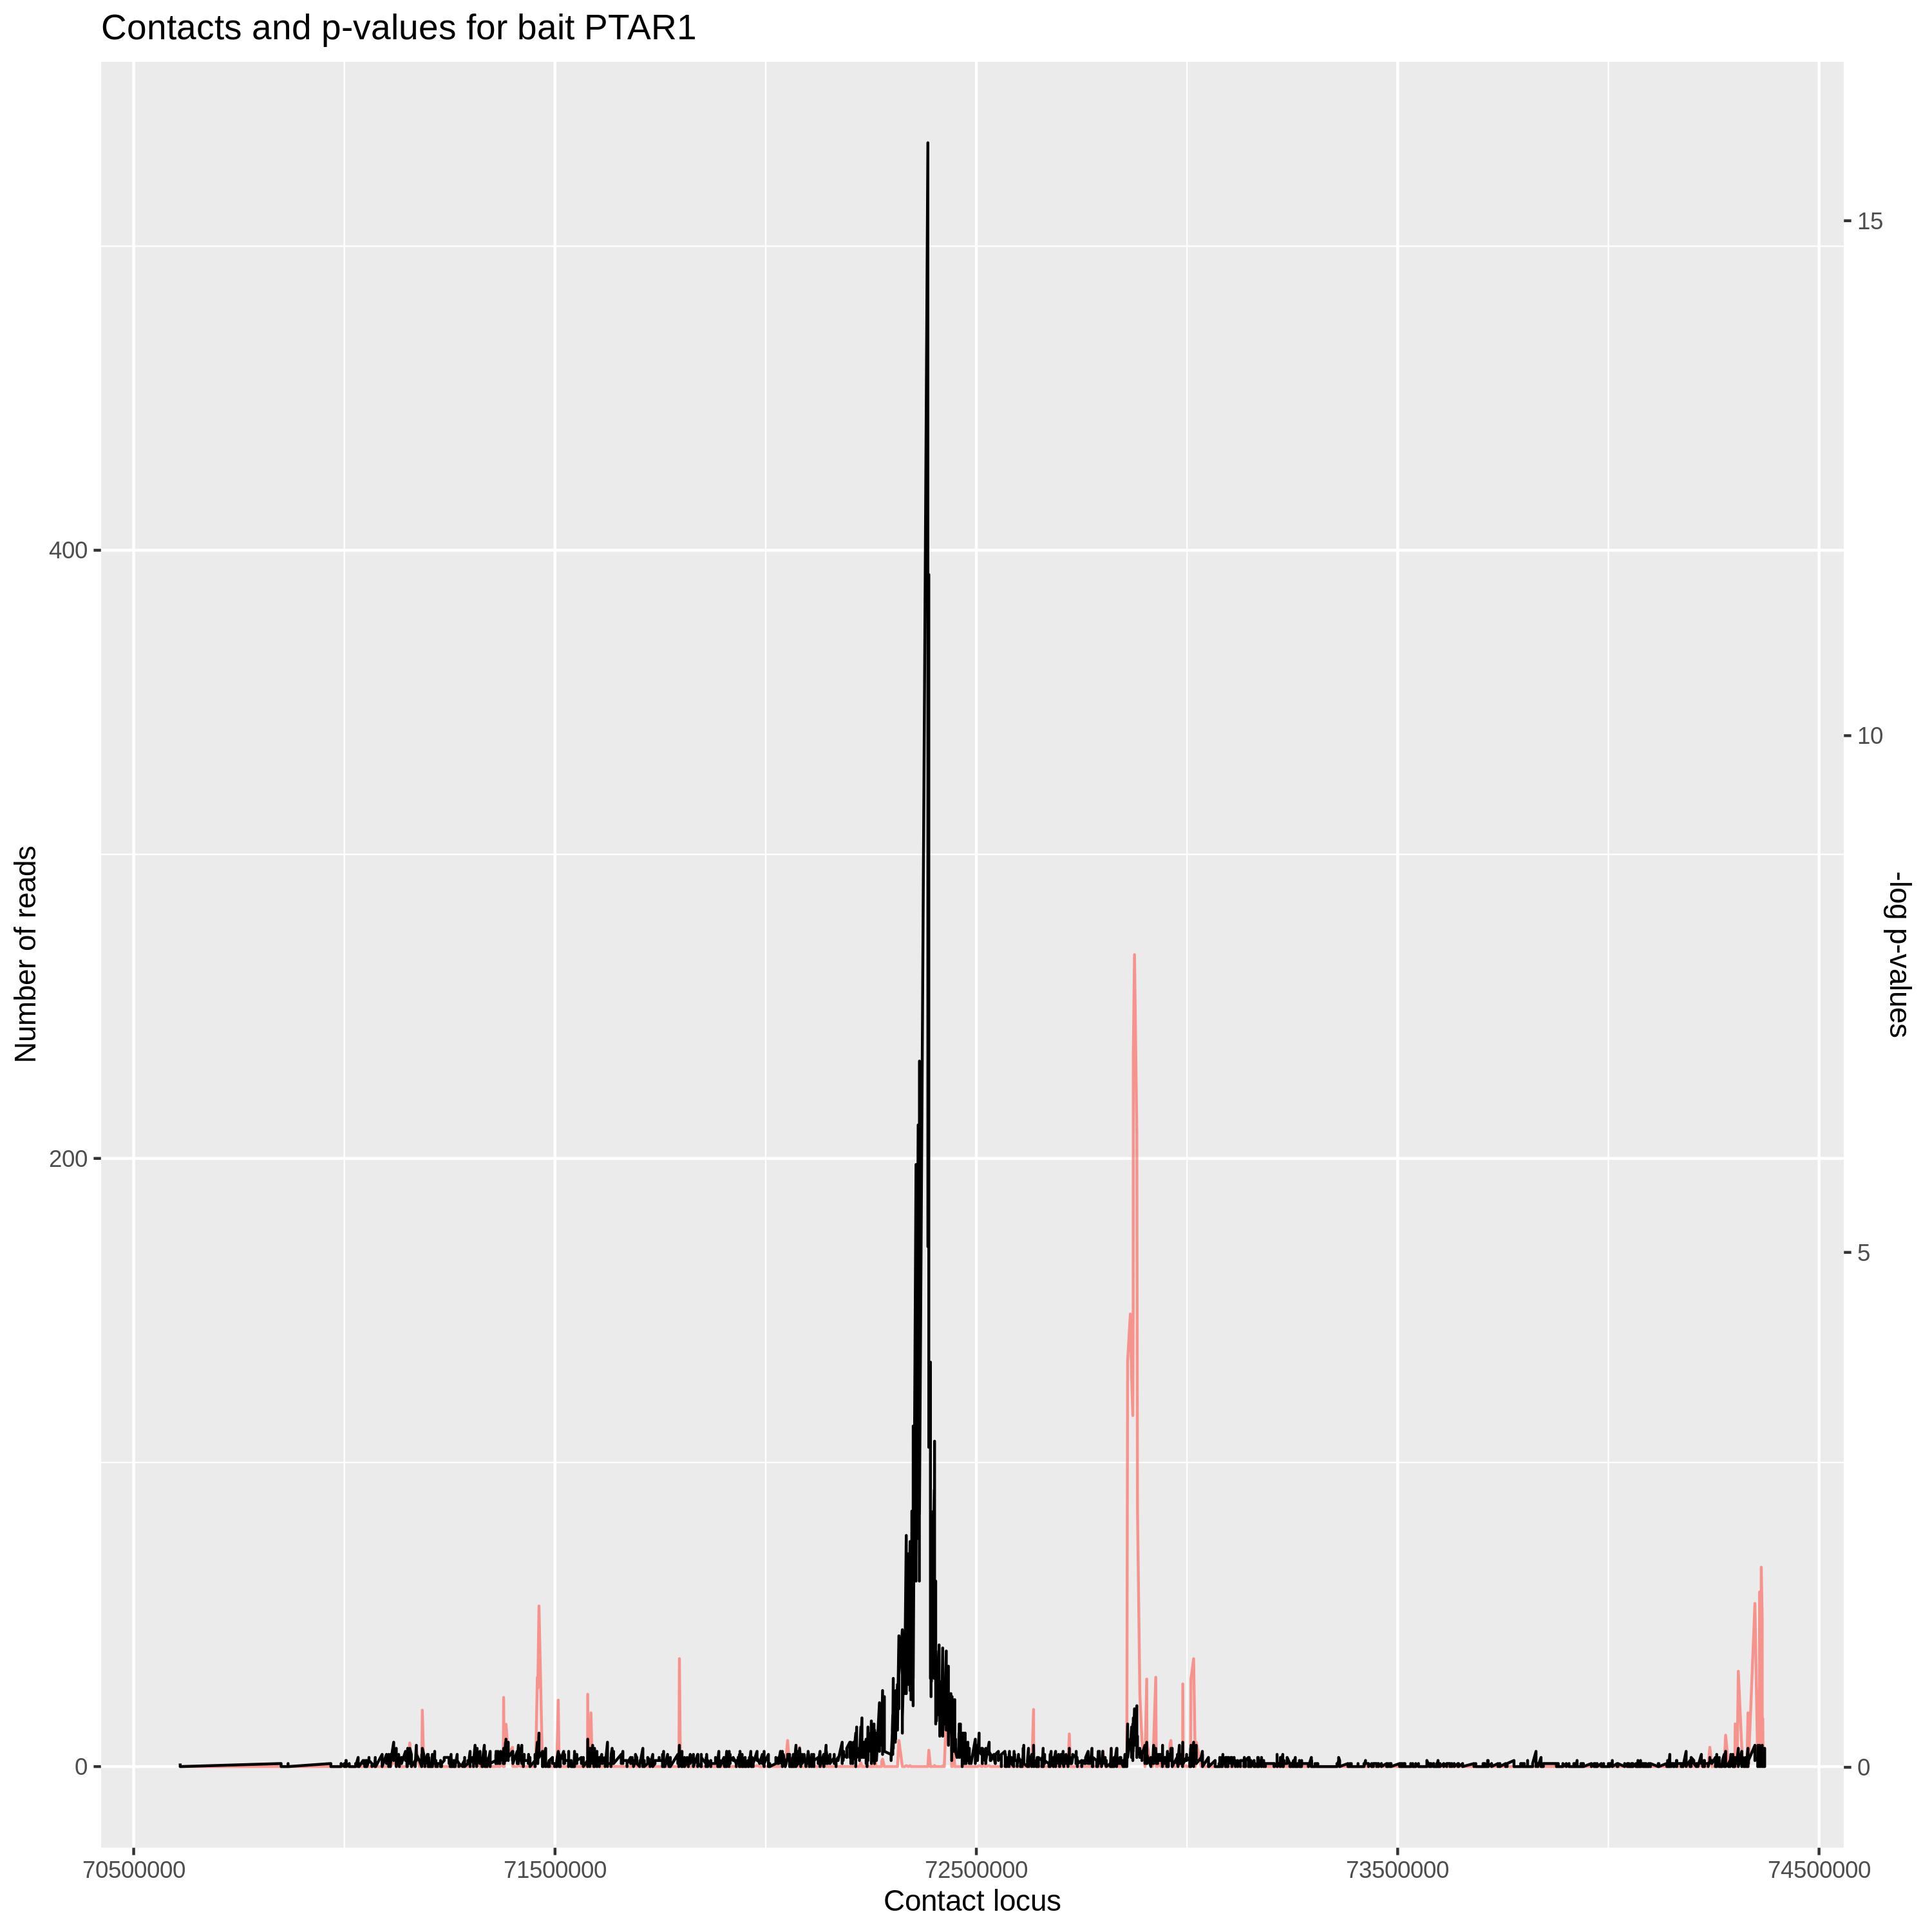 Contacts and p-values for bait PTAR1
Number of reads
400
200
0
15
10
5
0
-log p-values
70500000 71500000 72500000 73500000 74500000
Contact locus